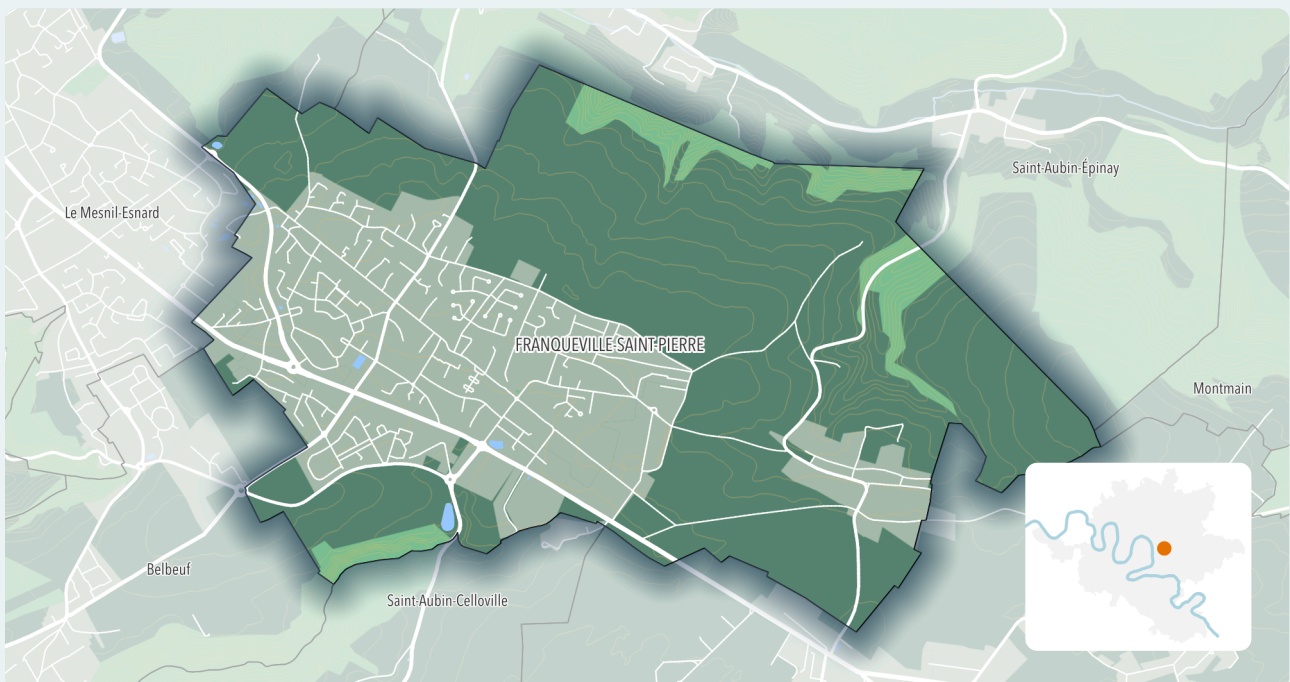 Saint-Aubin-Épinay
Le Mesnil-Esnard
FRANQUEVILLE-SAINT-PIERRE
Montmain
Belbeuf
Saint-Aubin-Celloville